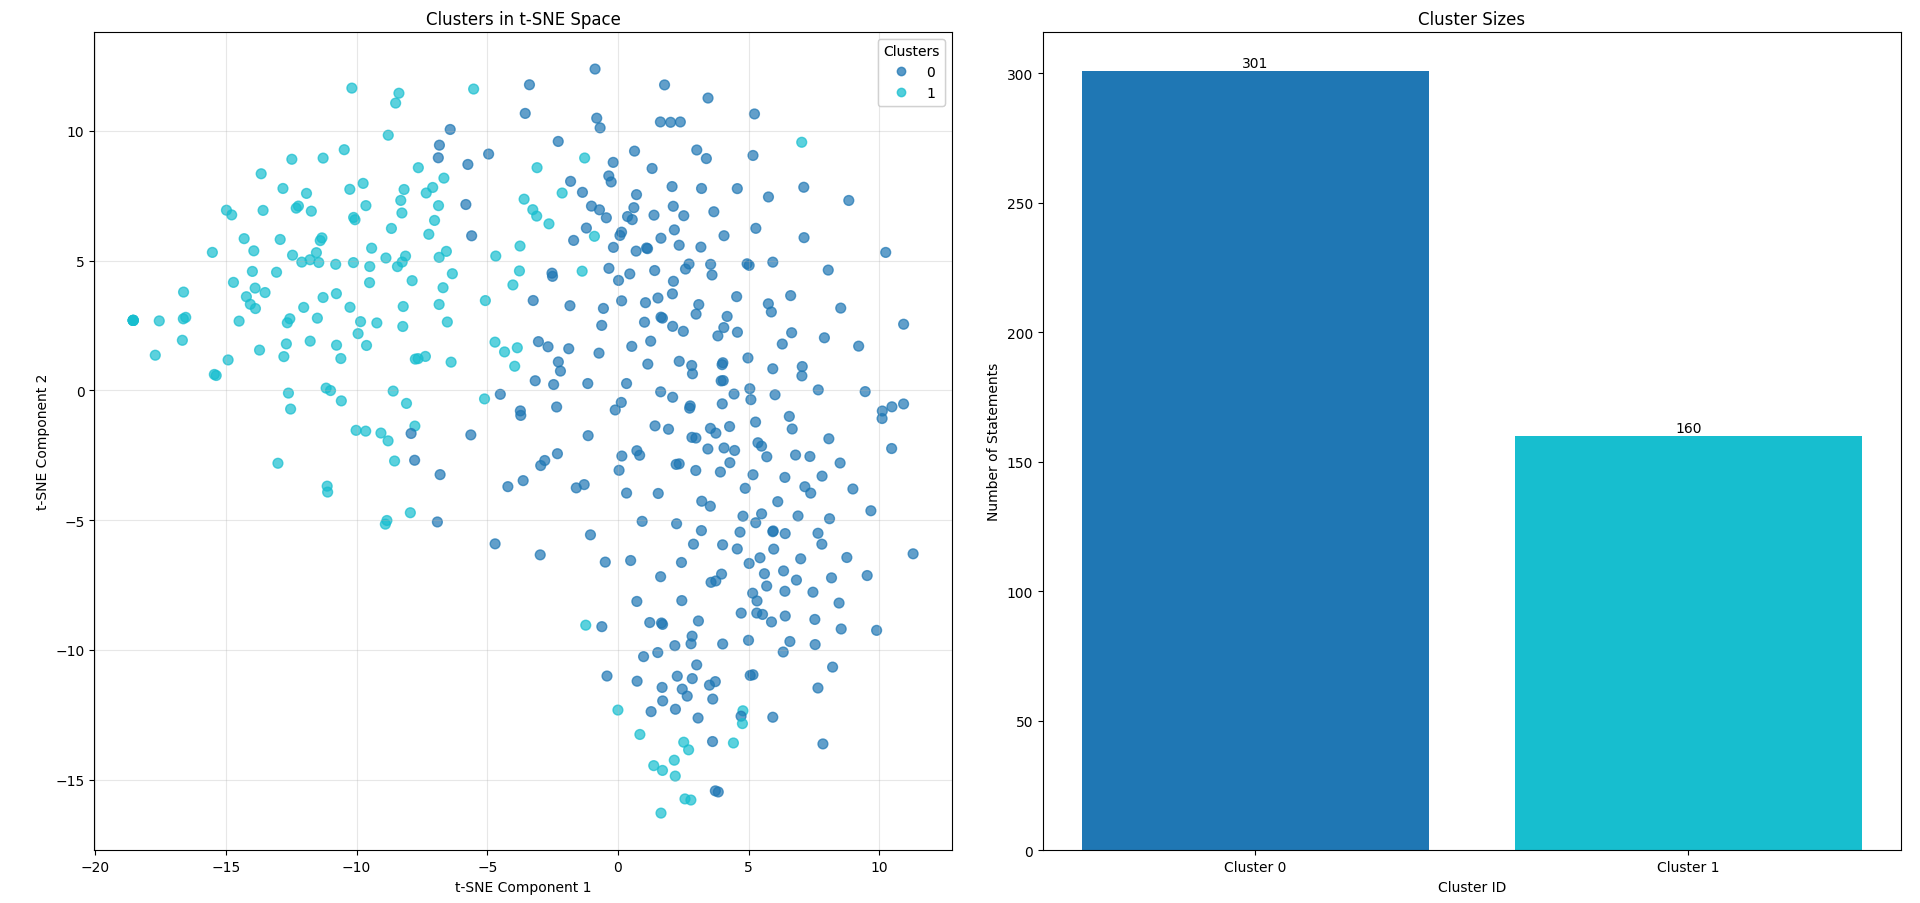 Clusters in t-SNE Space
Clusters
0
1
10
5
0
−5
−10
−15
−20
−15
−10
−5
0
5
10
t-SNE Component 1
t-SNE Component 2
Cluster Sizes
301
160
300
250
200
150
100
50
0
Cluster 0
Cluster 1
Cluster ID
Number of Statements